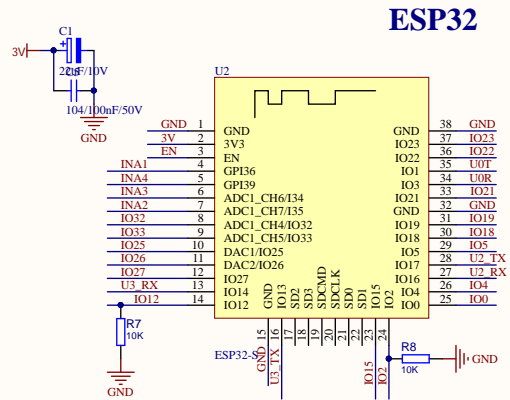 ESP32
C1
3V
22uF/10V
104/100nF/50V
GND
U2
GND 1 GND
3V 2 3V3
EN 3 EN
INA1 4 GPI36
INA4 5 GPI39
INA3 6 ADC1_CH6/I34
INA2 7 ADC1_CH7/I35
IO32 8 ADC1_CH4/IO32
IO33 9 ADC1_CH5/IO33
IO25 10 DAC1/IO25
IO26 11 DAC2/IO26
IO27 12 IO27
U3_RX 13 IO14
IO12 14 IO12
GND 38 GND
IO23 37 IO23
IO22 36 IO22
IO1 35 U0T
IO3 34 U0R
IO21 33 IO21
GND 32 GND
IO19 31 IO19
IO18 30 IO18
IO5 29 IO5
IO17 28 U2_TX
IO16 27 U2_RX
IO4 26 IO4
IO0 25 IO0
GND 15 GND
IO13 16 U3_TX
SD2 17
SD3 18
SDCMD 19
SDCLK 20
SD0 21
SD1 22
IO15 23 IO15
IO2 24 IO2
R7
10K
GND
ESP32-S
R8
10K
GND